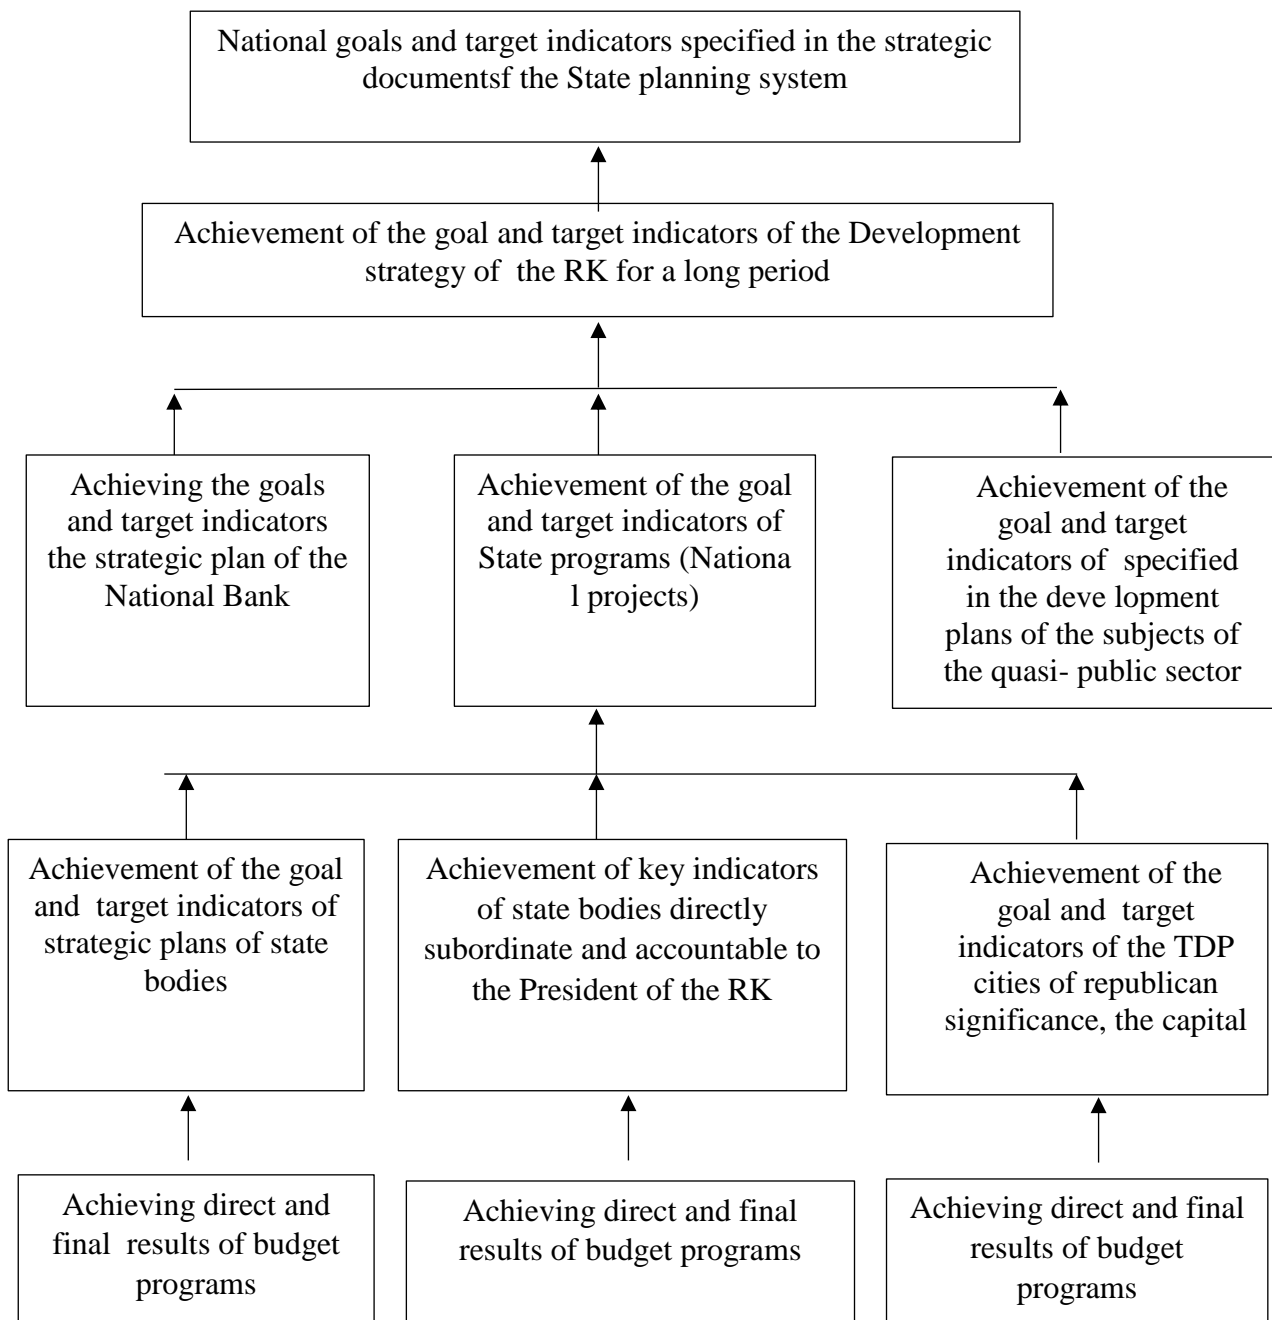 National goals and target indicators specified in the strategic
documentsf the State planning system
Achievement of the goal and target indicators of the Development
strategy of the RK for a long period
Achieving the goals
and target indicators
the strategic plan of the
National Bank
Achievement of the goal
and target indicators of
State programs (Nationa
l projects)
Achievement of the
goal and target
indicators of specified
in the deve lopment
plans of the subjects of
the quasi- public sector
Achievement of the goal
and target indicators of
strategic plans of state
bodies
Achievement of key indicators
of state bodies directly
subordinate and accountable to
the President of the RK
Achievement of the
goal and target
indicators of the TDP
cities of republican
significance, the capital
Achieving direct and
final results of budget
programs
Achieving direct and final
results of budget programs
Achieving direct and final
results of budget
programs